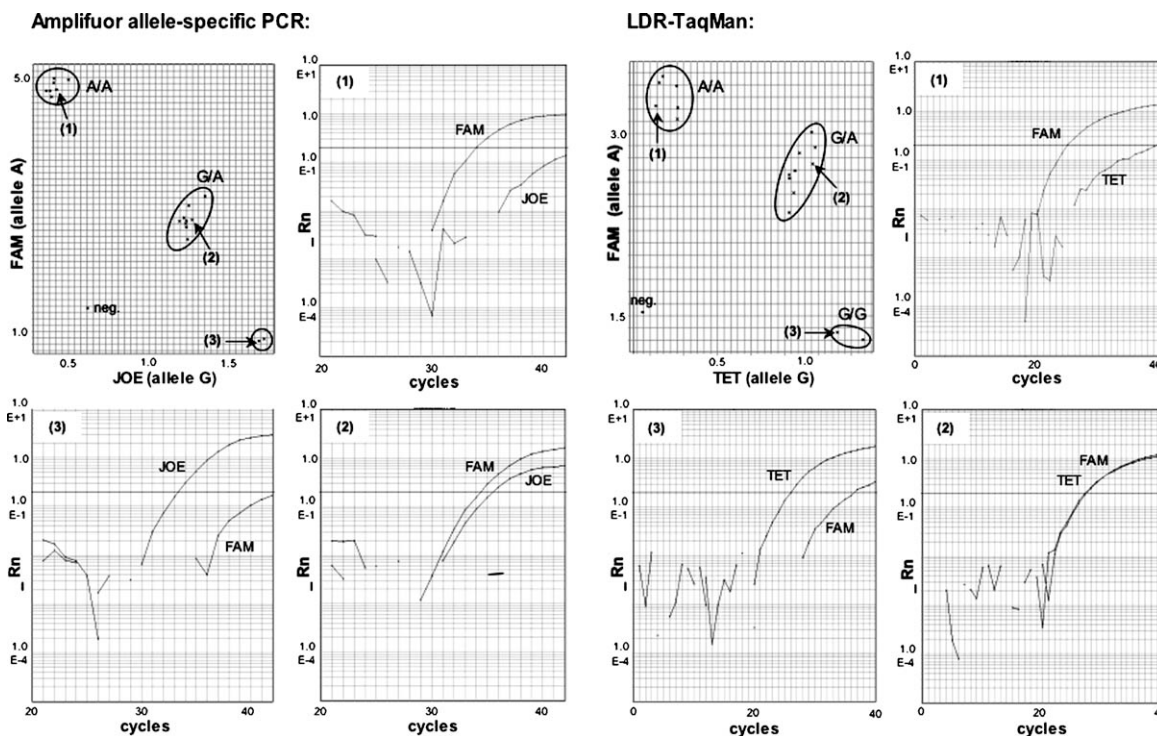 Amplifuor allele-specific PCR:
5.0
A/A
(1)
G/A
(2)
neg.
(3)
1.0
FAM (allele A)
0.5
1.0
1.5
JOE (allele G)
(1)
1.0
E+1
1.0
1.0
E-1
Rn
1.0
E-4
FAM
JOE
20
40
cycles
(3)
1.0
E+1
1.0
1.0
E-1
Rn
1.0
E-4
JOE
FAM
20
30
40
cycles
(2)
1.0
E+1
1.0
1.0
E-1
Rn
1.0
E-4
FAM
JOE
20
30
40
cycles
LDR-TaqMan:
A/A
3.0
(1)
G/A
(2)
neg.
G/G
(3)
1.5
FAM (allele A)
0.5
1.0
TET (allele G)
(1)
1.0
E+1
1.0
1.0
E-1
Rn
1.0
E-4
FAM
TET
0
20
40
cycles
(3)
1.0
E+1
1.0
1.0
E-1
Rn
1.0
E-4
TET
FAM
0
20
40
cycles
(2)
1.0
E+1
1.0
1.0
E-1
Rn
1.0
E-4
FAM
TET
0
20
40
cycles